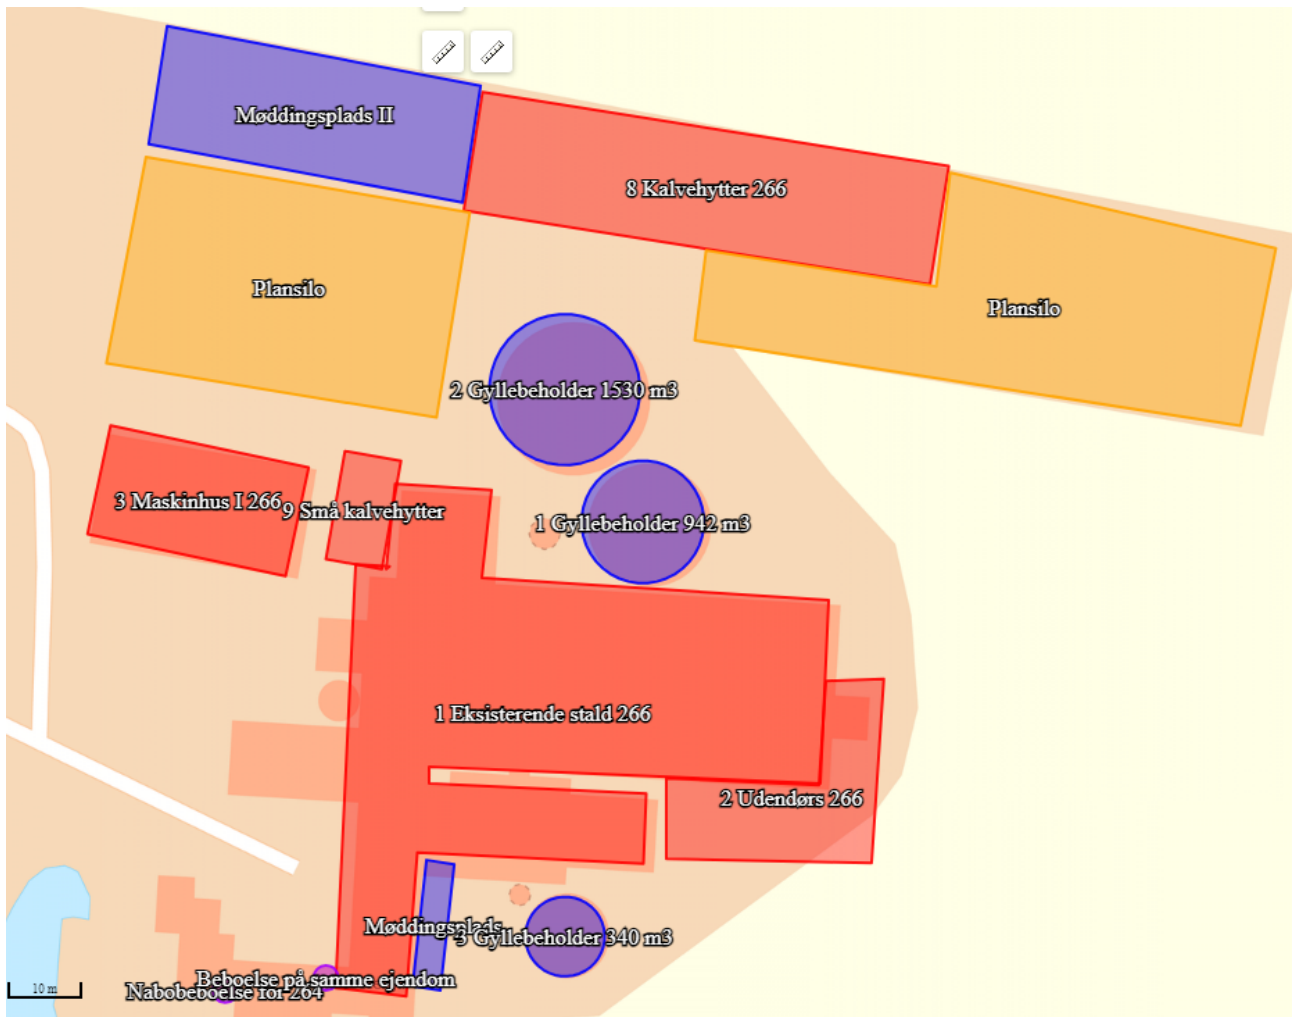 Møddingsplads II
8 Kalvehytter 266
Plansilo
Plansilo
2 Gyllebeholder 1530 m3
3 Maskinhus I 266
9 Små kalvehytter
1 Gyllebeholder 942 m3
1 Eksisterende stald 266
2 Udendørs 266
Møddingsplads
3 Gyllebeholder 340 m3
Beboelse på samme ejendom
Nabobeboelse for 264
10 m